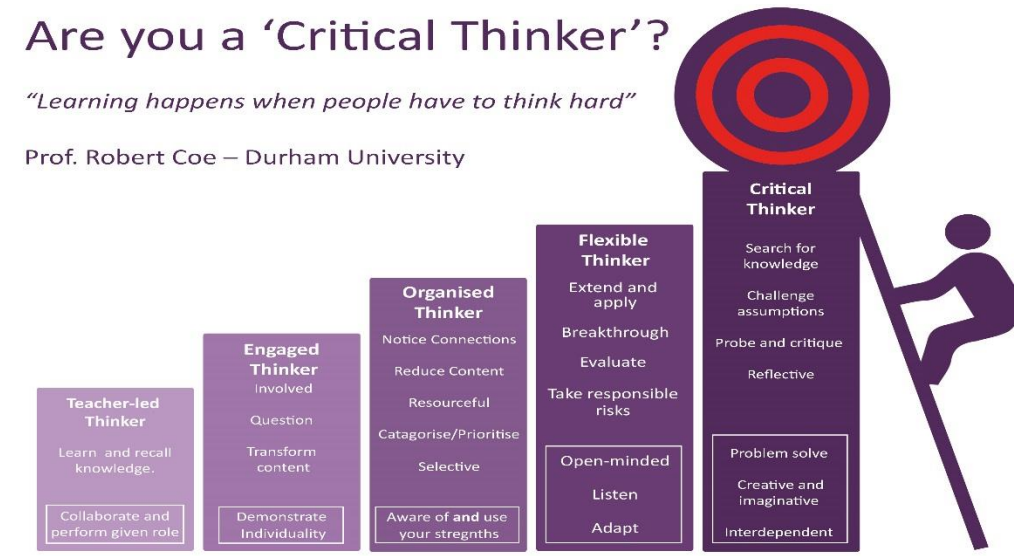 Are you a ‘Critical Thinker’?
“Learning happens when people have to think hard”
Prof. Robert Coe – Durham University
Teacher-led
Thinker
Learn and recall
knowledge.
Collaborate and
perform given role
Engaged
Thinker
Involved
Question
Transform
content
Demonstrate
Individuality
Organised
Thinker
Notice Connections
Reduce Content
Resourceful
Catagorise/Prioritise
Selective
Aware of and use
your stregnths
Flexible
Thinker
Extend and
apply
Breakthrough
Evaluate
Take responsible
risks
Open-minded
Listen
Adapt
Critical
Thinker
Search for
knowledge
Challenge
assumptions
Probe and critique
Reflective
Problem solve
Creative and
imaginative
Interdependent